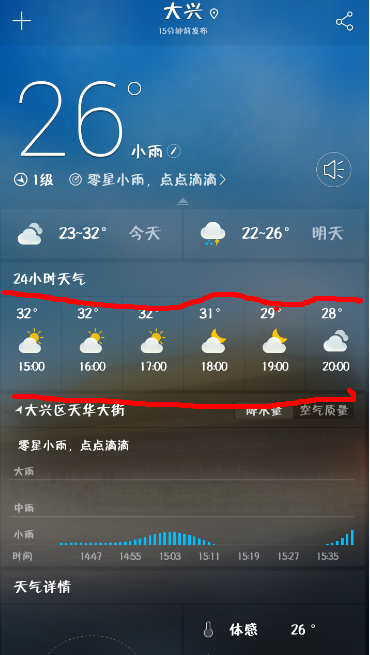 大兴
15分钟前发布
26°
小雨
1级 零星小雨，点点滴滴
23~32° 今天 22~26° 明天
24小时天气
32° 32° 32° 31° 29° 28°
15:00 16:00 17:00 18:00 19:00 20:00
大兴区天华大街 降水量 空气质量
零星小雨，点点滴滴
大雨
中雨
小雨
时间 14:47 14:55 15:03 15:11 15:19 15:27 15:35
天气详情
体感 26°